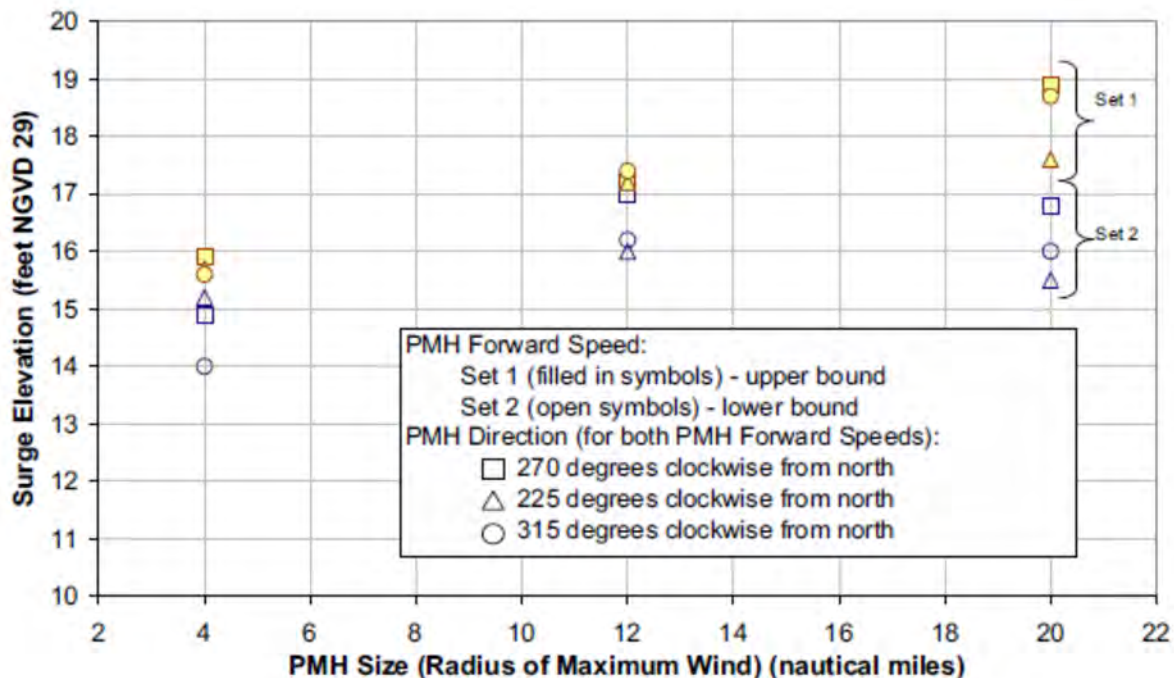 20
19
18
17
16
15
14
13
12
11
10
Surge Elevation (feet NGVD 29)
Set 1
Set 2
PMH Forward Speed:
Set 1 (filled in symbols) - upper bound
Set 2 (open symbols) - lower bound
PMH Direction (for both PMH Forward Speeds):
270 degrees clockwise from north
225 degrees clockwise from north
315 degrees clockwise from north
2 4 6 8 10 12 14 16 18 20 22
PMH Size (Radius of Maximum Wind) (nautical miles)